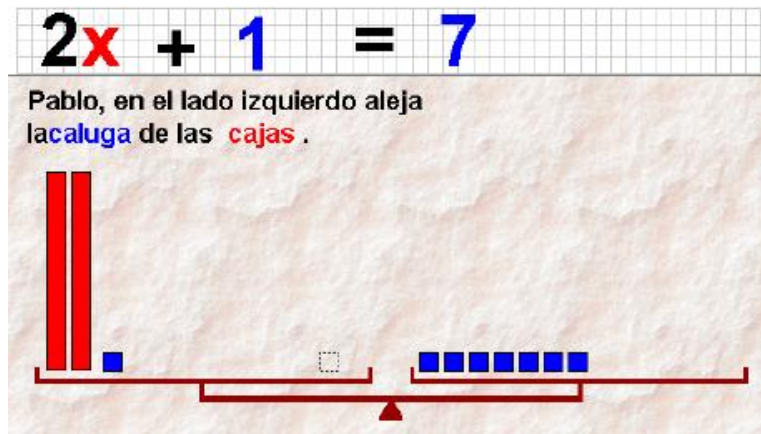 2x + 1 = 7
Pablo, en el lado izquierdo aleja
lacaluga de las cajas .